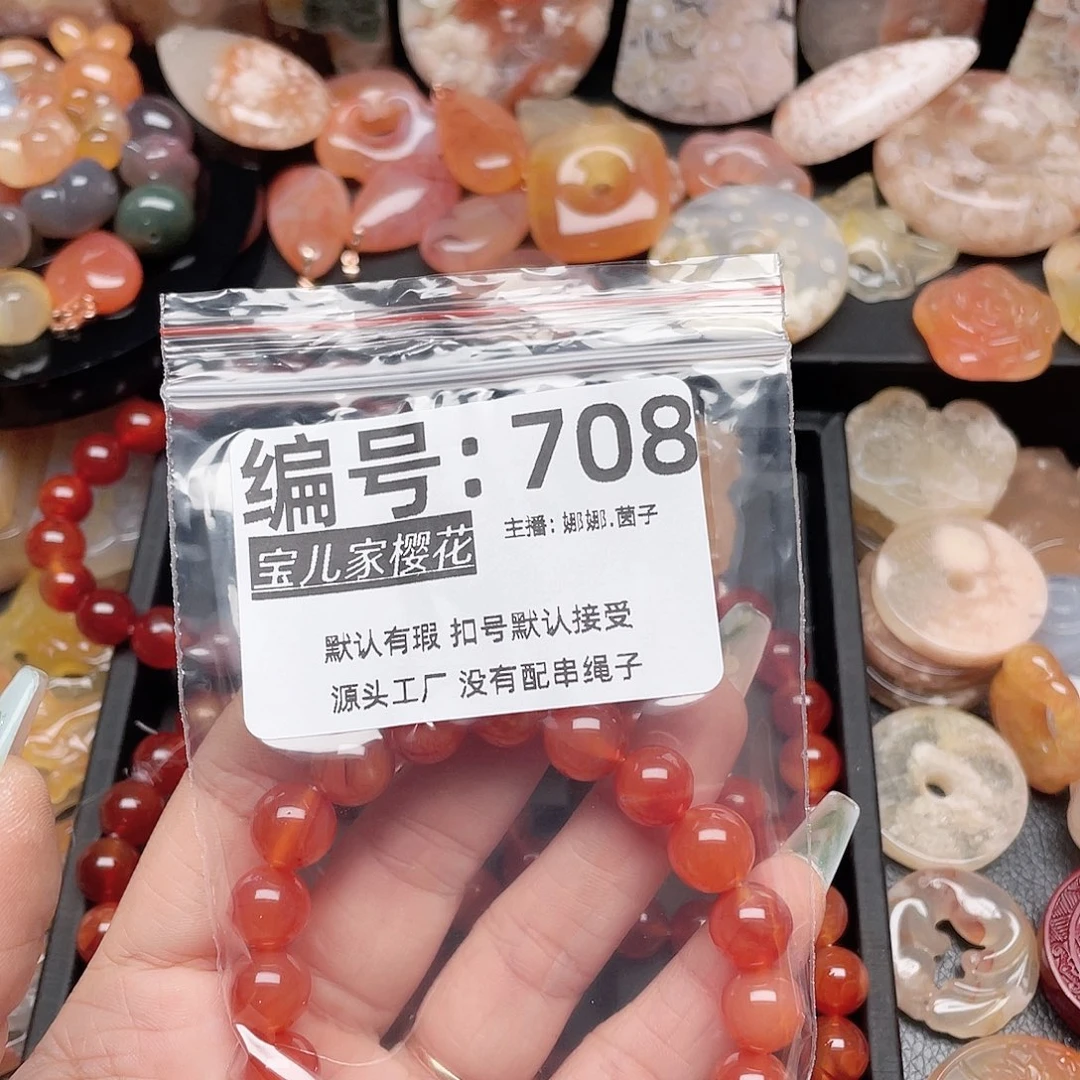 编号：708
宝儿家樱花
主播：娜娜.茵子
默认有瑕 扣号默认接受
源头工厂 没有配串绳子